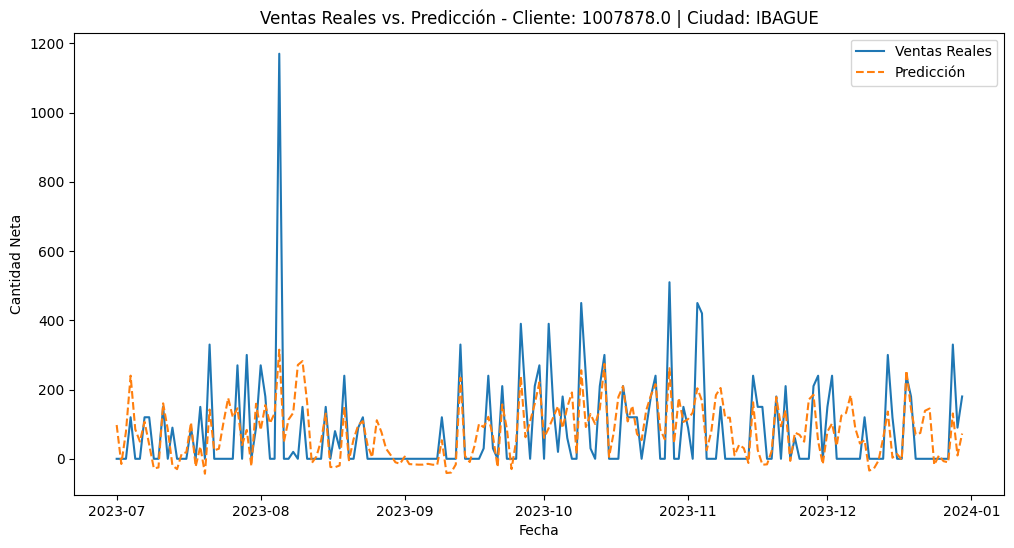 Ventas Reales vs. Predicción - Cliente: 1007878.0 | Ciudad: IBAGUE
Ventas Reales
Predicción
Cantidad Neta
1200
1000
800
600
400
200
0
2023-07
2023-08
2023-09
2023-10
2023-11
2023-12
2024-01
Fecha